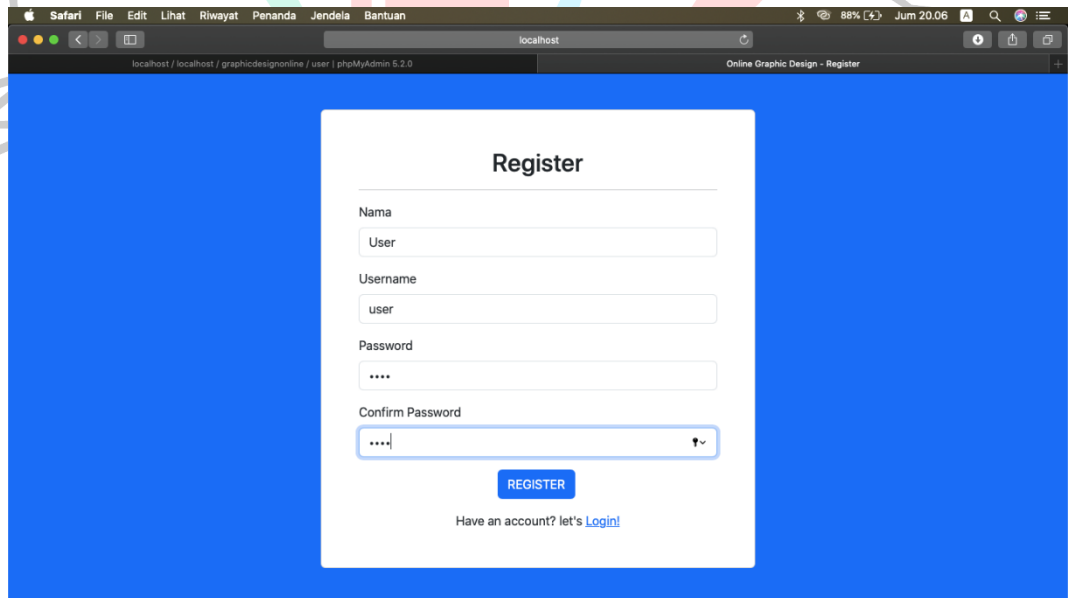 Safari File Edit Lihat Riwayat Penanda Jendela Bantuan 88% Jum 20.06 A
localhost
localhost / localhost / graphicdesignonline / user | phpMyAdmin 5.2.0 Online Graphic Design - Register +
Register
Nama
User
Username
user
Password
••••
Confirm Password
••••
REGISTER
Have an account? let's Login!